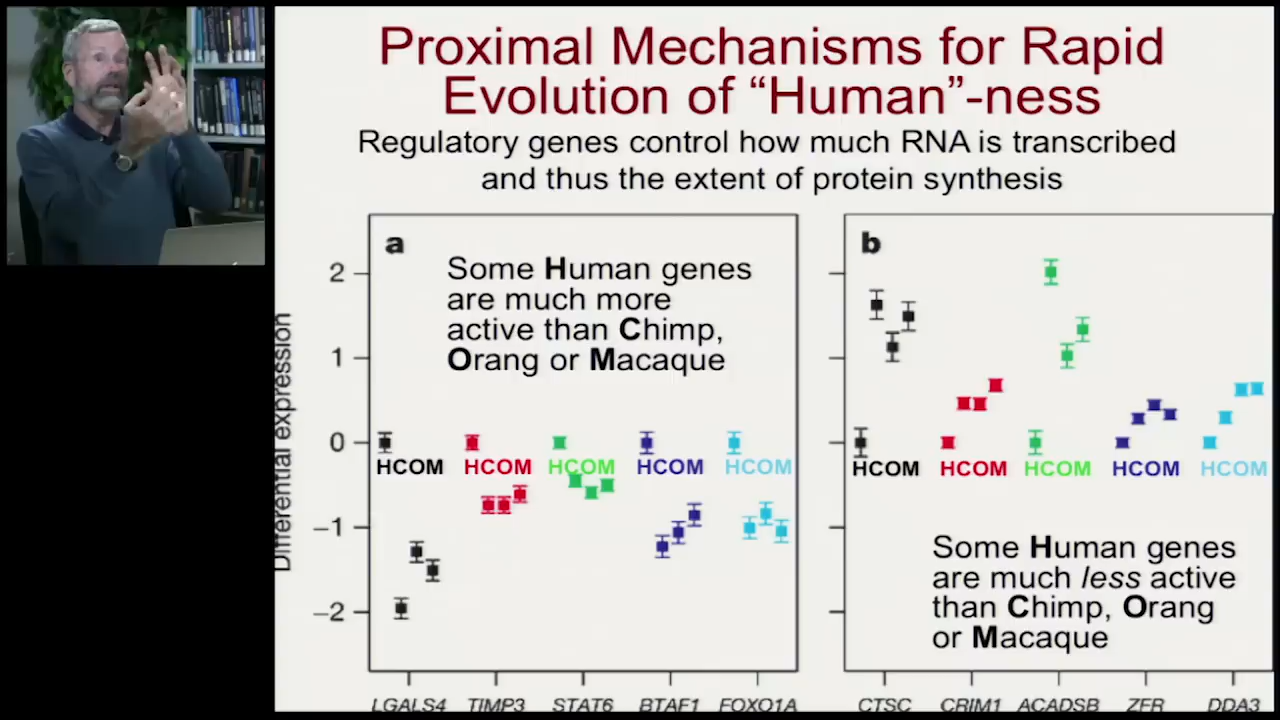 Proximal Mechanisms for Rapid
Evolution of “Human”-ness
Regulatory genes control how much RNA is transcribed
and thus the extent of protein synthesis
Differential expression
2
1
0
−1
−2
a
Some Human genes
are much more
active than Chimp,
Orang or Macaque
HCOM HCOM HCOM HCOM HCOM
LGALS4 TIMP3 STAT6 BTAF1 FOXO1A
b
HCOM HCOM HCOM HCOM HCOM
Some Human genes
are much less active
than Chimp, Orang
or Macaque
CTSC CRIM1 ACADSB ZFR DDA3